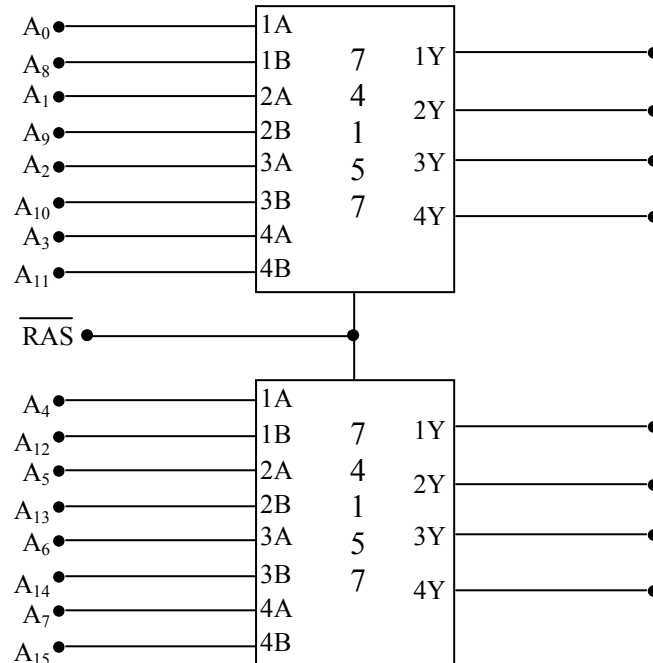 A₀ 1A
A₈ 1B 7 1Y
A₁ 2A 4 2Y
A₉ 2B 1
A₂ 3A 5 3Y
A₁₀ 3B 7 4Y
A₃ 4A
A₁₁ 4B
R̅A̅S̅
A₄ 1A
A₁₂ 1B 7 1Y
A₅ 2A 4 2Y
A₁₃ 2B 1
A₆ 3A 5 3Y
A₁₄ 3B 7 4Y
A₇ 4A
A₁₅ 4B